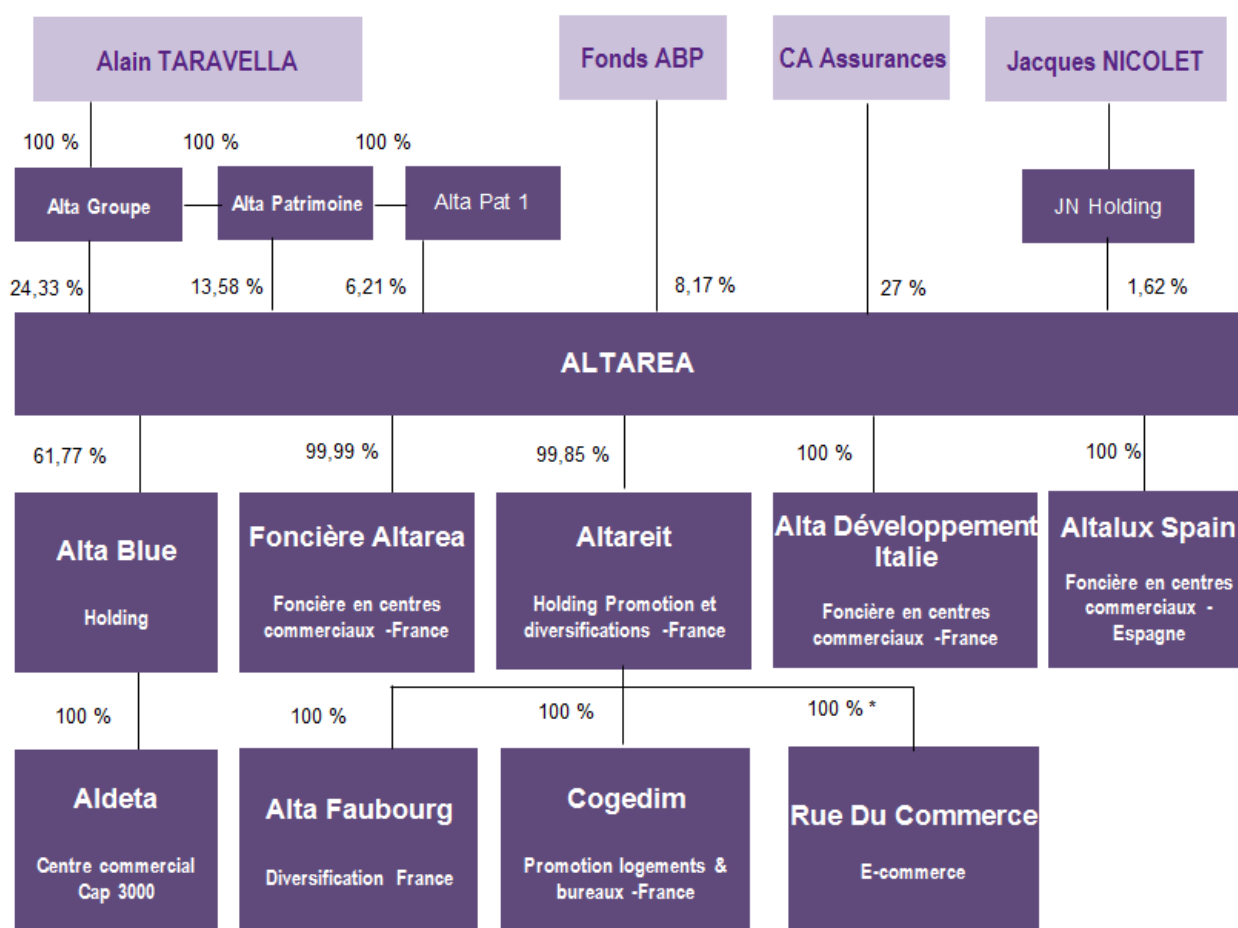 Alain TARAVELLA
Fonds ABP
CA Assurances
Jacques NICOLET
100 %
100 %
100 %
Alta Groupe
Alta Patrimoine
Alta Pat 1
JN Holding
24,33 %
13,58 %
6,21 %
8,17 %
27 %
1,62 %
ALTAREA
61,77 %
99,99 %
99,85 %
100 %
100 %
Alta Blue
Holding
Foncière Altarea
Foncière en centres
commerciaux -France
Altareit
Holding Promotion et
diversifications -France
Alta Développement
Italie
Foncière en centres
commerciaux -France
Altalux Spain
Foncière en centres
commerciaux -
Espagne
100 %
100 %
100 %
100 % *
Aldeta
Centre commercial
Cap 3000
Alta Faubourg
Diversification France
Cogedim
Promotion logements &
bureaux -France
Rue Du Commerce
E-commerce